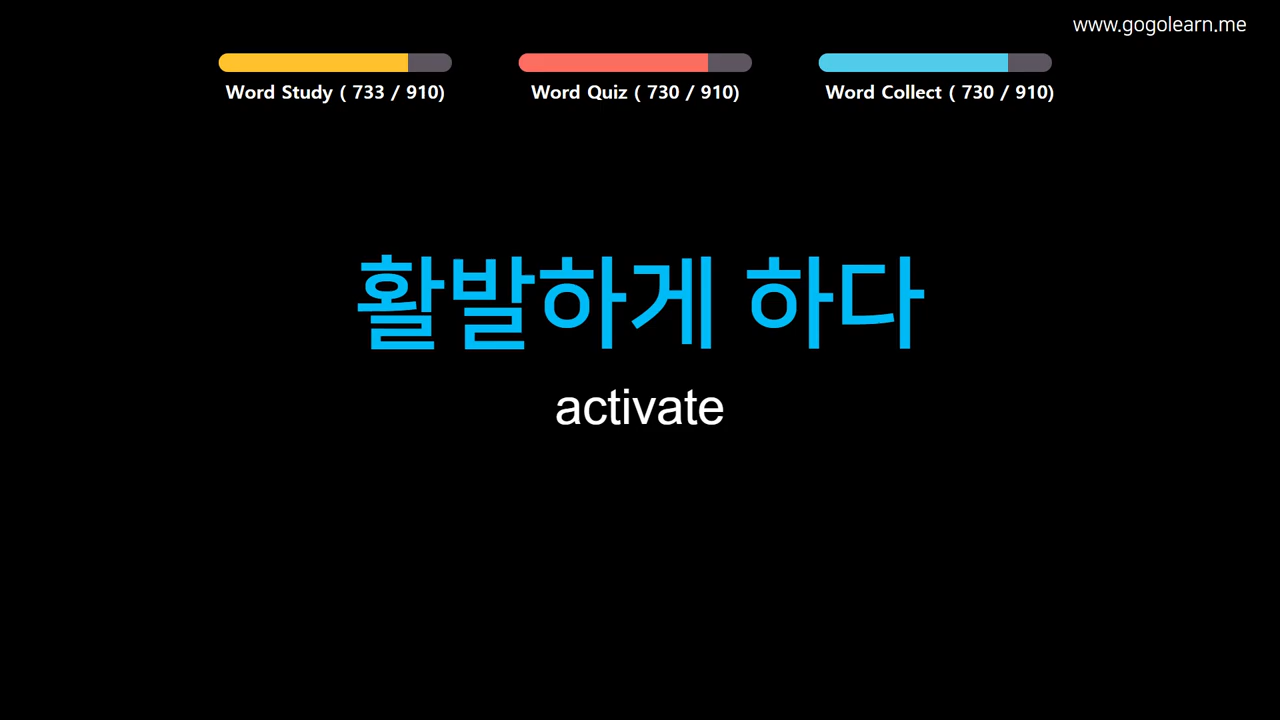 www.gogolearn.me
Word Study ( 733 / 910)
Word Quiz ( 730 / 910)
Word Collect ( 730 / 910)
활발하게 하다
activate